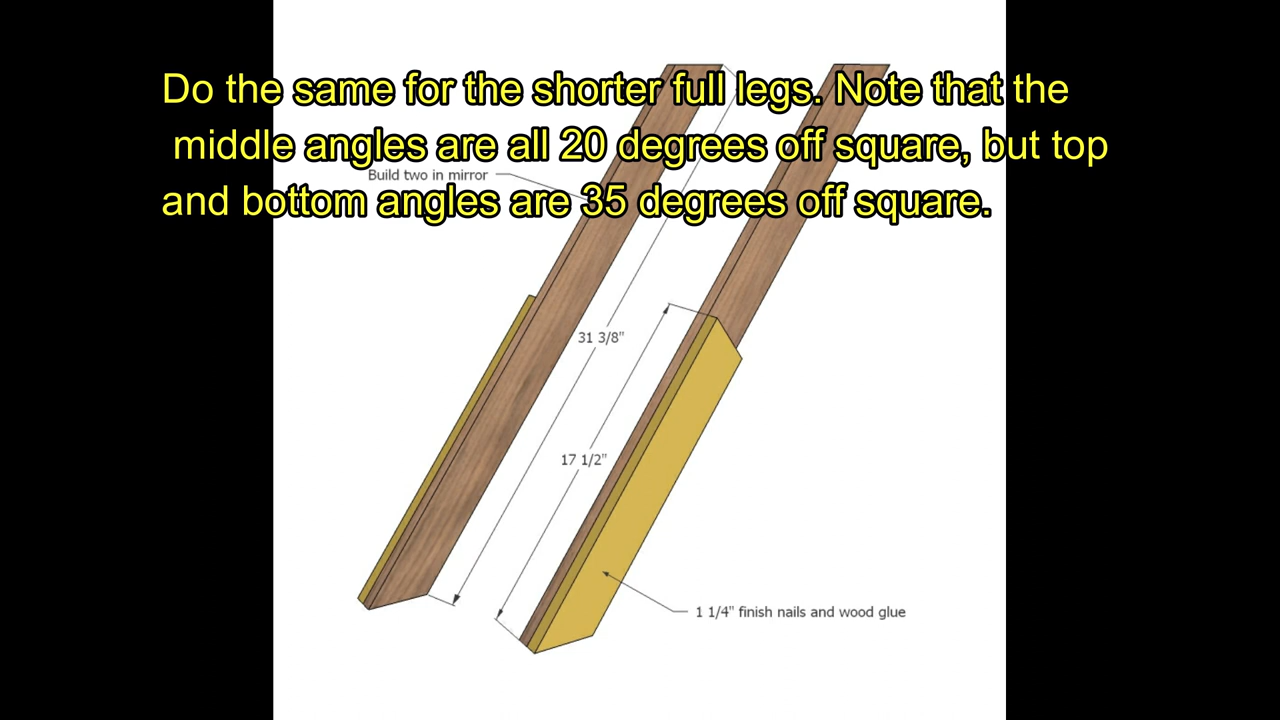 Do the same for the shorter full legs. Note that the
middle angles are all 20 degrees off square, but top
Build two in mirror
and bottom angles are 35 degrees off square.
31 3/8"
17 1/2"
1 1/4" finish nails and wood glue